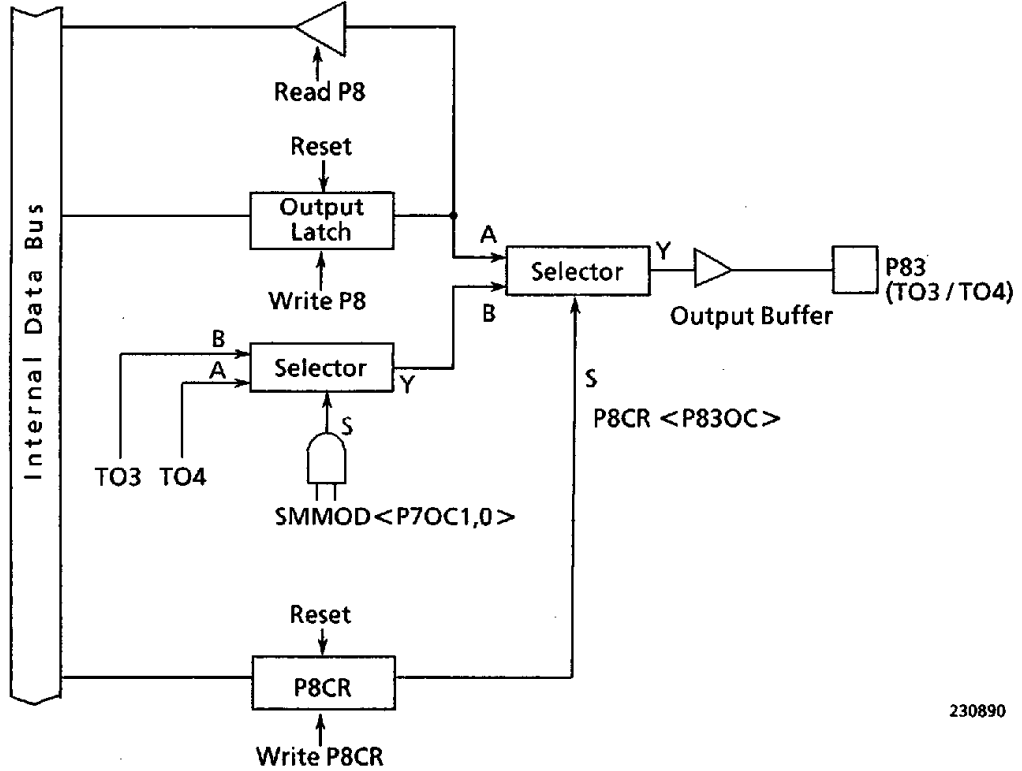 Internal Data Bus
Read P8
Reset
Output
Latch
Write P8
A
B
Selector
Y
Output Buffer
P83
(TO3 / TO4)
B
A
Selector
Y
S
TO3
TO4
SMMOD<P7OC1,0>
S
P8CR <P83OC>
Reset
P8CR
Write P8CR
230890